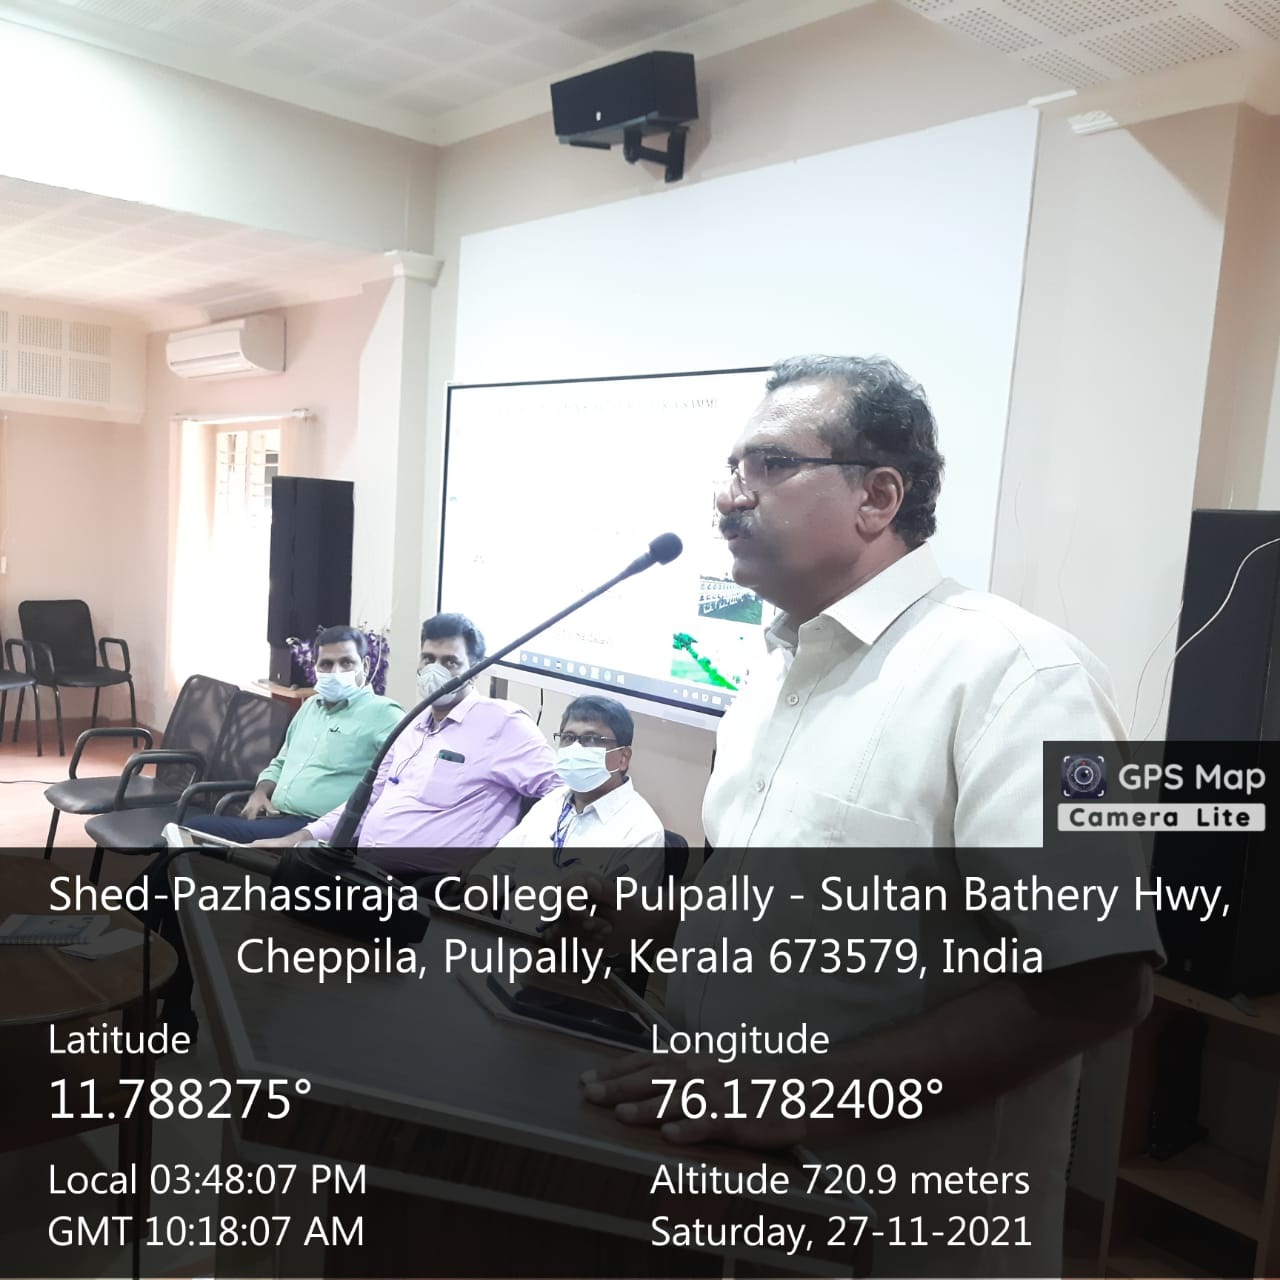 GPS Map
Camera Lite
Shed-Pazhassiraja College, Pulpally - Sultan Bathery Hwy,
Cheppila, Pulpally, Kerala 673579, India
Latitude
11.788275°
Longitude
76.1782408°
Local 03:48:07 PM
GMT 10:18:07 AM
Altitude 720.9 meters
Saturday, 27-11-2021